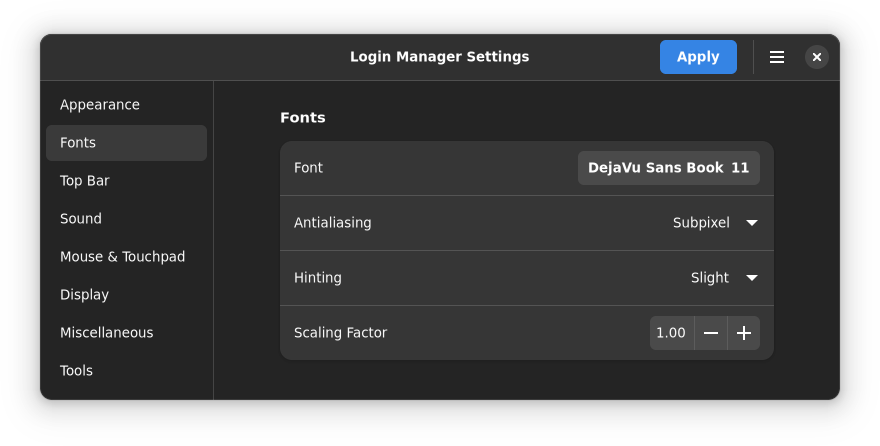 Login Manager Settings
Apply
Appearance
Fonts
Top Bar
Sound
Mouse & Touchpad
Display
Miscellaneous
Tools
Fonts
Font
DejaVu Sans Book 11
Antialiasing
Subpixel
Hinting
Slight
Scaling Factor
1.00